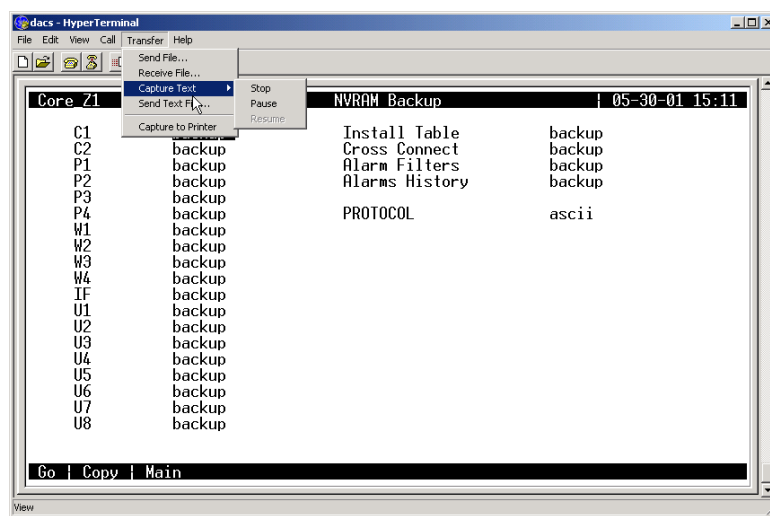 dacs - HyperTerminal
File Edit View Call Transfer Help
Send File...
Receive File...
Capture Text
Send Text
Capture to Printer
Stop
Pause
Resume
Core_Z1 NVRAM Backup | 05-30-01 15:11
C1 Install Table backup
C2 backup Cross Connect backup
P1 backup Alarm Filters backup
P2 backup Alarms History backup
P3 backup
P4 backup PROTOCOL ascii
W1 backup
W2 backup
W3 backup
W4 backup
IF backup
U1 backup
U2 backup
U3 backup
U4 backup
U5 backup
U6 backup
U7 backup
U8 backup
Go | Copy | Main
View